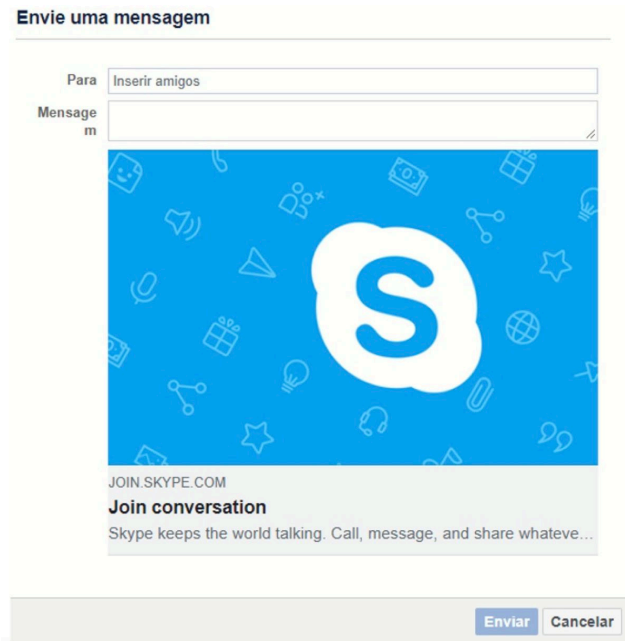 Envie uma mensagem
Para
Inserir amigos
Mensage
m
S
JOIN.SKYPE.COM
Join conversation
Skype keeps the world talking. Call, message, and share whateve...
Enviar
Cancelar